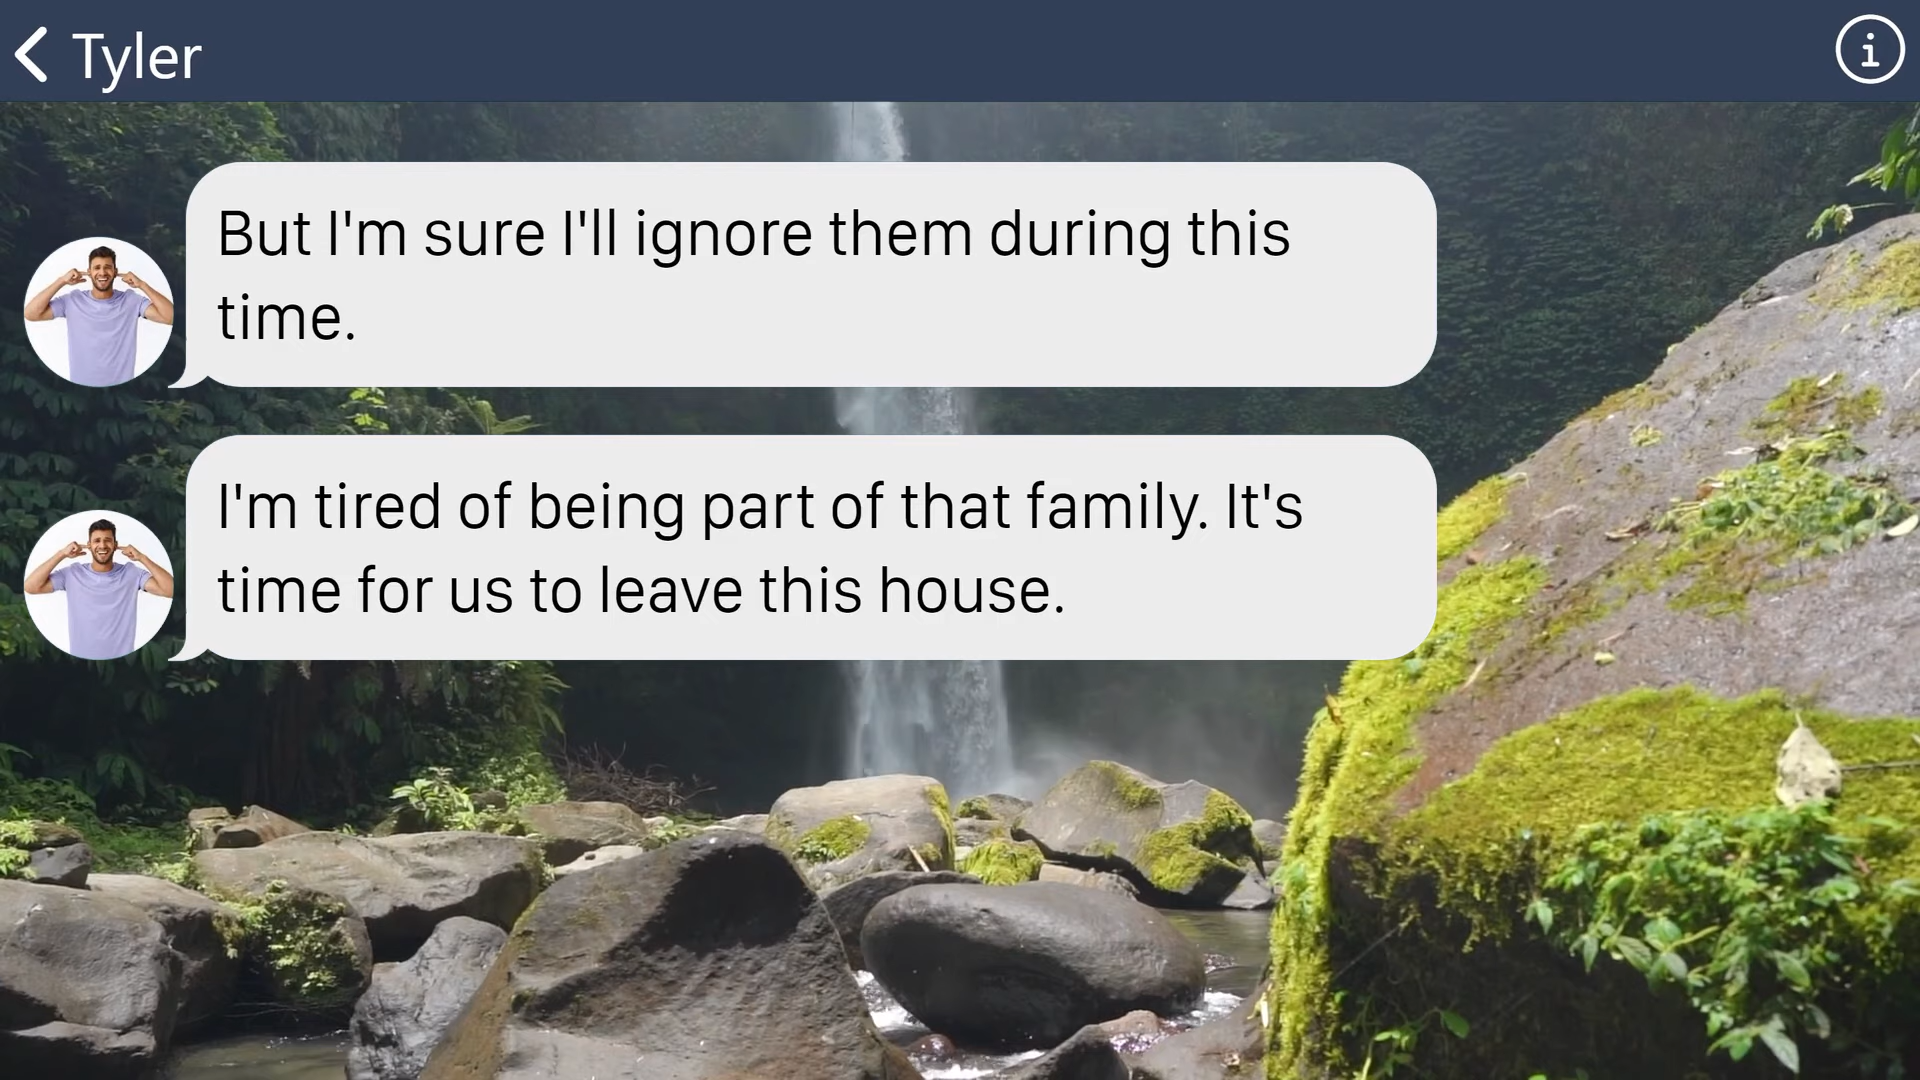 Tyler
But I'm sure I'll ignore them during this
time.
I'm tired of being part of that family. It's
time for us to leave this house.